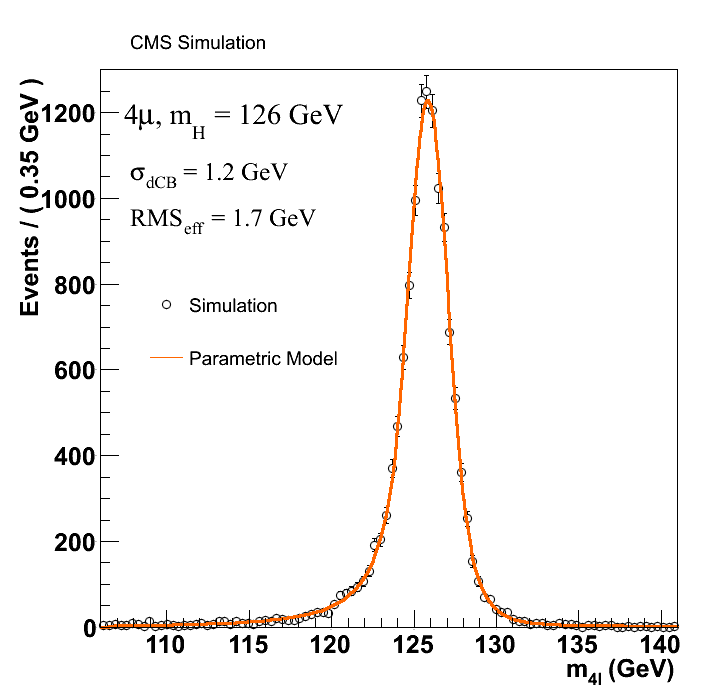 CMS Simulation
Events / ( 0.35 GeV )
4μ, m_H = 126 GeV
σ_dCB = 1.2 GeV
RMS_eff = 1.7 GeV
Simulation
Parametric Model
1200
1000
800
600
400
200
0
110 115 120 125 130 135 140
m_4l (GeV)